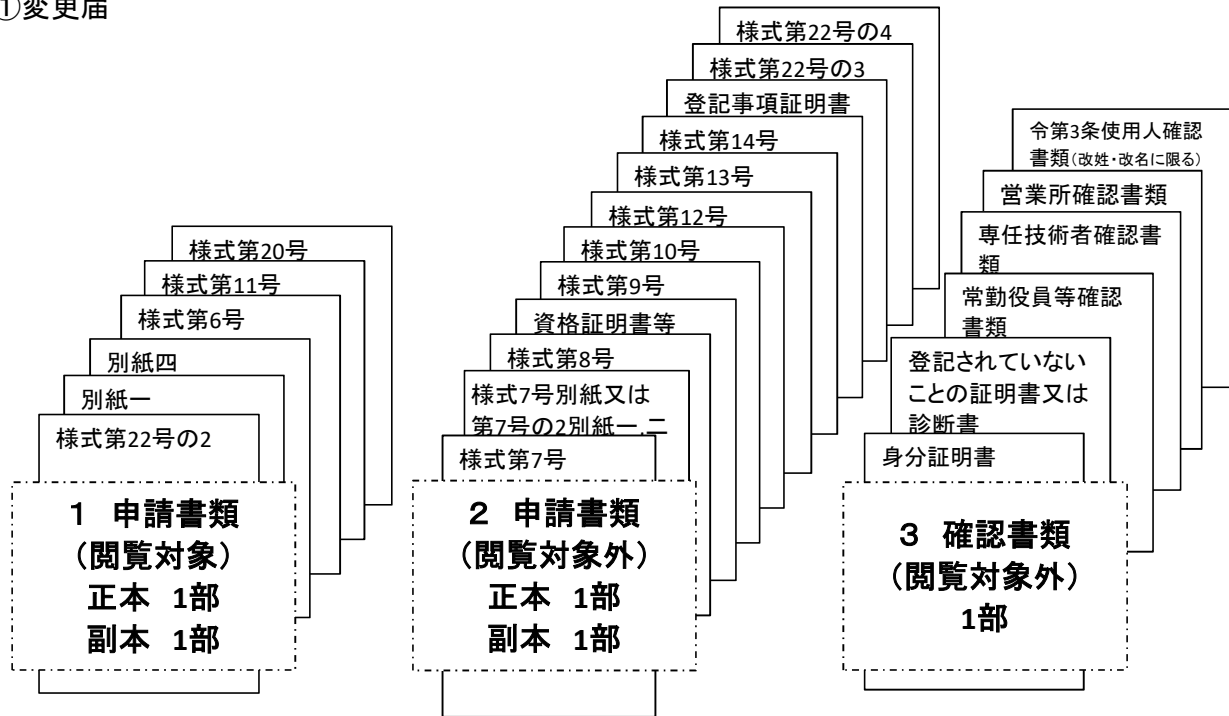 ①変更届
様式第20号
様式第11号
様式第6号
別紙四
別紙一
様式第22号の2
1 申請書類
（閲覧対象）
正本 1部
副本 1部
様式第22号の4
様式第22号の3
登記事項証明書
様式第14号
様式第13号
様式第12号
様式第10号
様式第9号
資格証明書等
様式第8号
様式7号別紙又は
第7号の2別紙一,二
様式第7号
2 申請書類
（閲覧対象外）
正本 1部
副本 1部
令第3条使用人確認
書類(改姓・改名に限る)
営業所確認書類
専任技術者確認書
類
常勤役員等確認
書類
登記されていない
ことの証明書又は
診断書
身分証明書
3 確認書類
（閲覧対象外）
1部